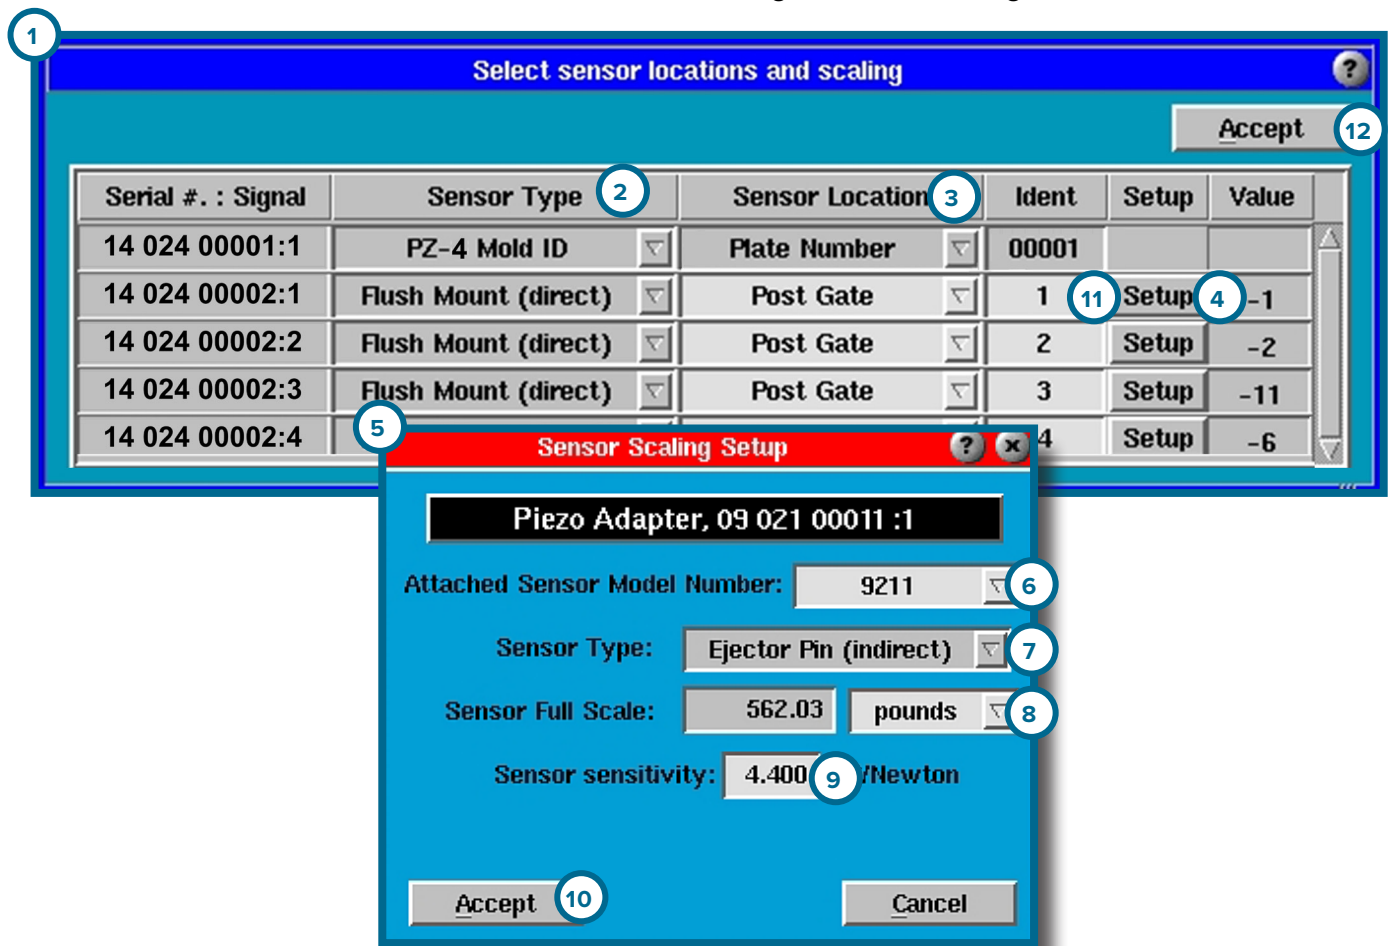 1
Select sensor locations and scaling ?
Accept 12
Serial #. : Signal Sensor Type 2 Sensor Location 3 Ident Setup Value
14 024 00001:1 PZ-4 Mold ID Plate Number 00001
14 024 00002:1 Flush Mount (direct) Post Gate 1 11 Setup 4 -1
14 024 00002:2 Flush Mount (direct) Post Gate 2 Setup -2
14 024 00002:3 Flush Mount (direct) Post Gate 3 Setup -11
14 024 00002:4 4 Setup -6
5 Sensor Scaling Setup ? x
Piezo Adapter, 09 021 00011 :1
Attached Sensor Model Number: 9211 6
Sensor Type: Ejector Pin (indirect) 7
Sensor Full Scale: 562.03 pounds 8
Sensor sensitivity: 4.400 9 /Newton
Accept 10 Cancel